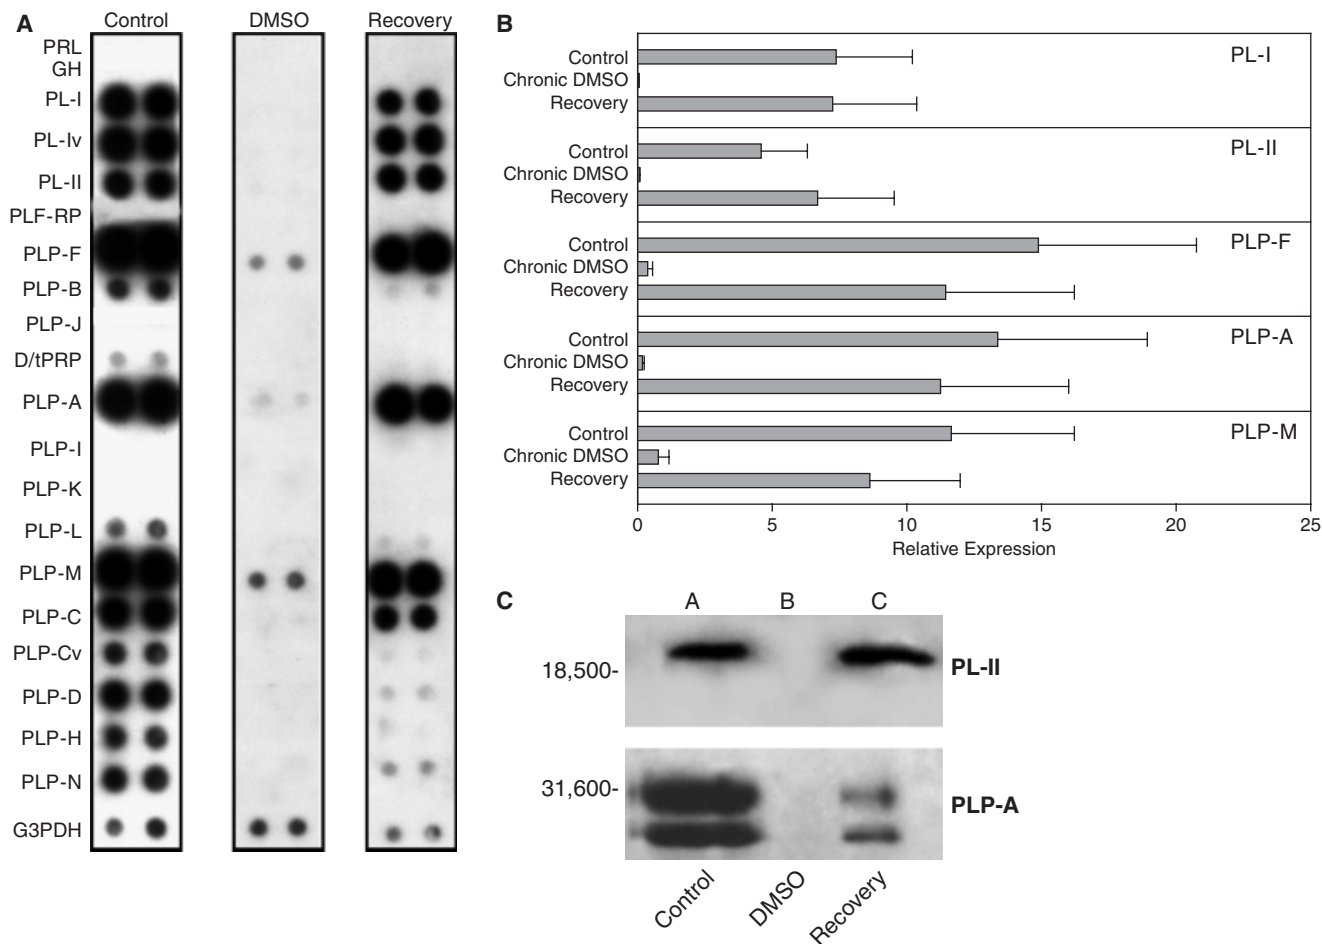 A
Control
DMSO
Recovery
PRL
GH
PL-I
PL-Iv
PL-II
PLF-RP
PLP-F
PLP-B
PLP-J
D/tPRP
PLP-A
PLP-I
PLP-K
PLP-L
PLP-M
PLP-C
PLP-Cv
PLP-D
PLP-H
PLP-N
G3PDH
B
Control
Chronic DMSO
Recovery
PL-I
Control
Chronic DMSO
Recovery
PL-II
Control
Chronic DMSO
Recovery
PLP-F
Control
Chronic DMSO
Recovery
PLP-A
Control
Chronic DMSO
Recovery
PLP-M
0 5 10 15 20 25
Relative Expression
C
A B C
18,500-
PL-II
31,600-
PLP-A
Control
DMSO
Recovery